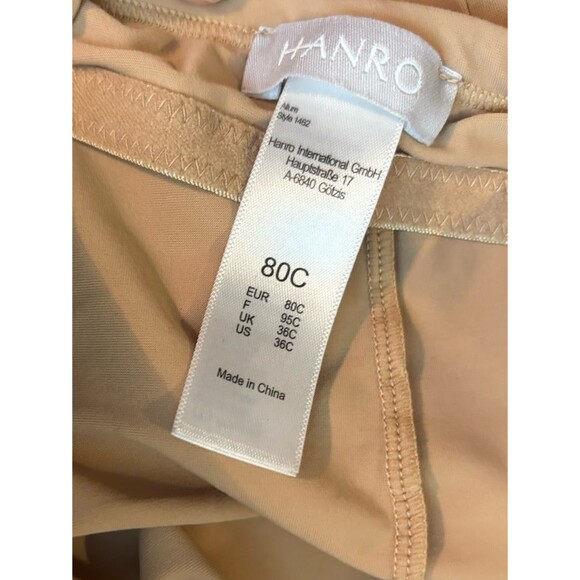 HANRO
Allure
Style 1462
Hanro International GmbH
Hauptstraße 17
A-6840 Götzis
80C
EUR 80C
F 95C
UK 36C
US 36C
Made in China